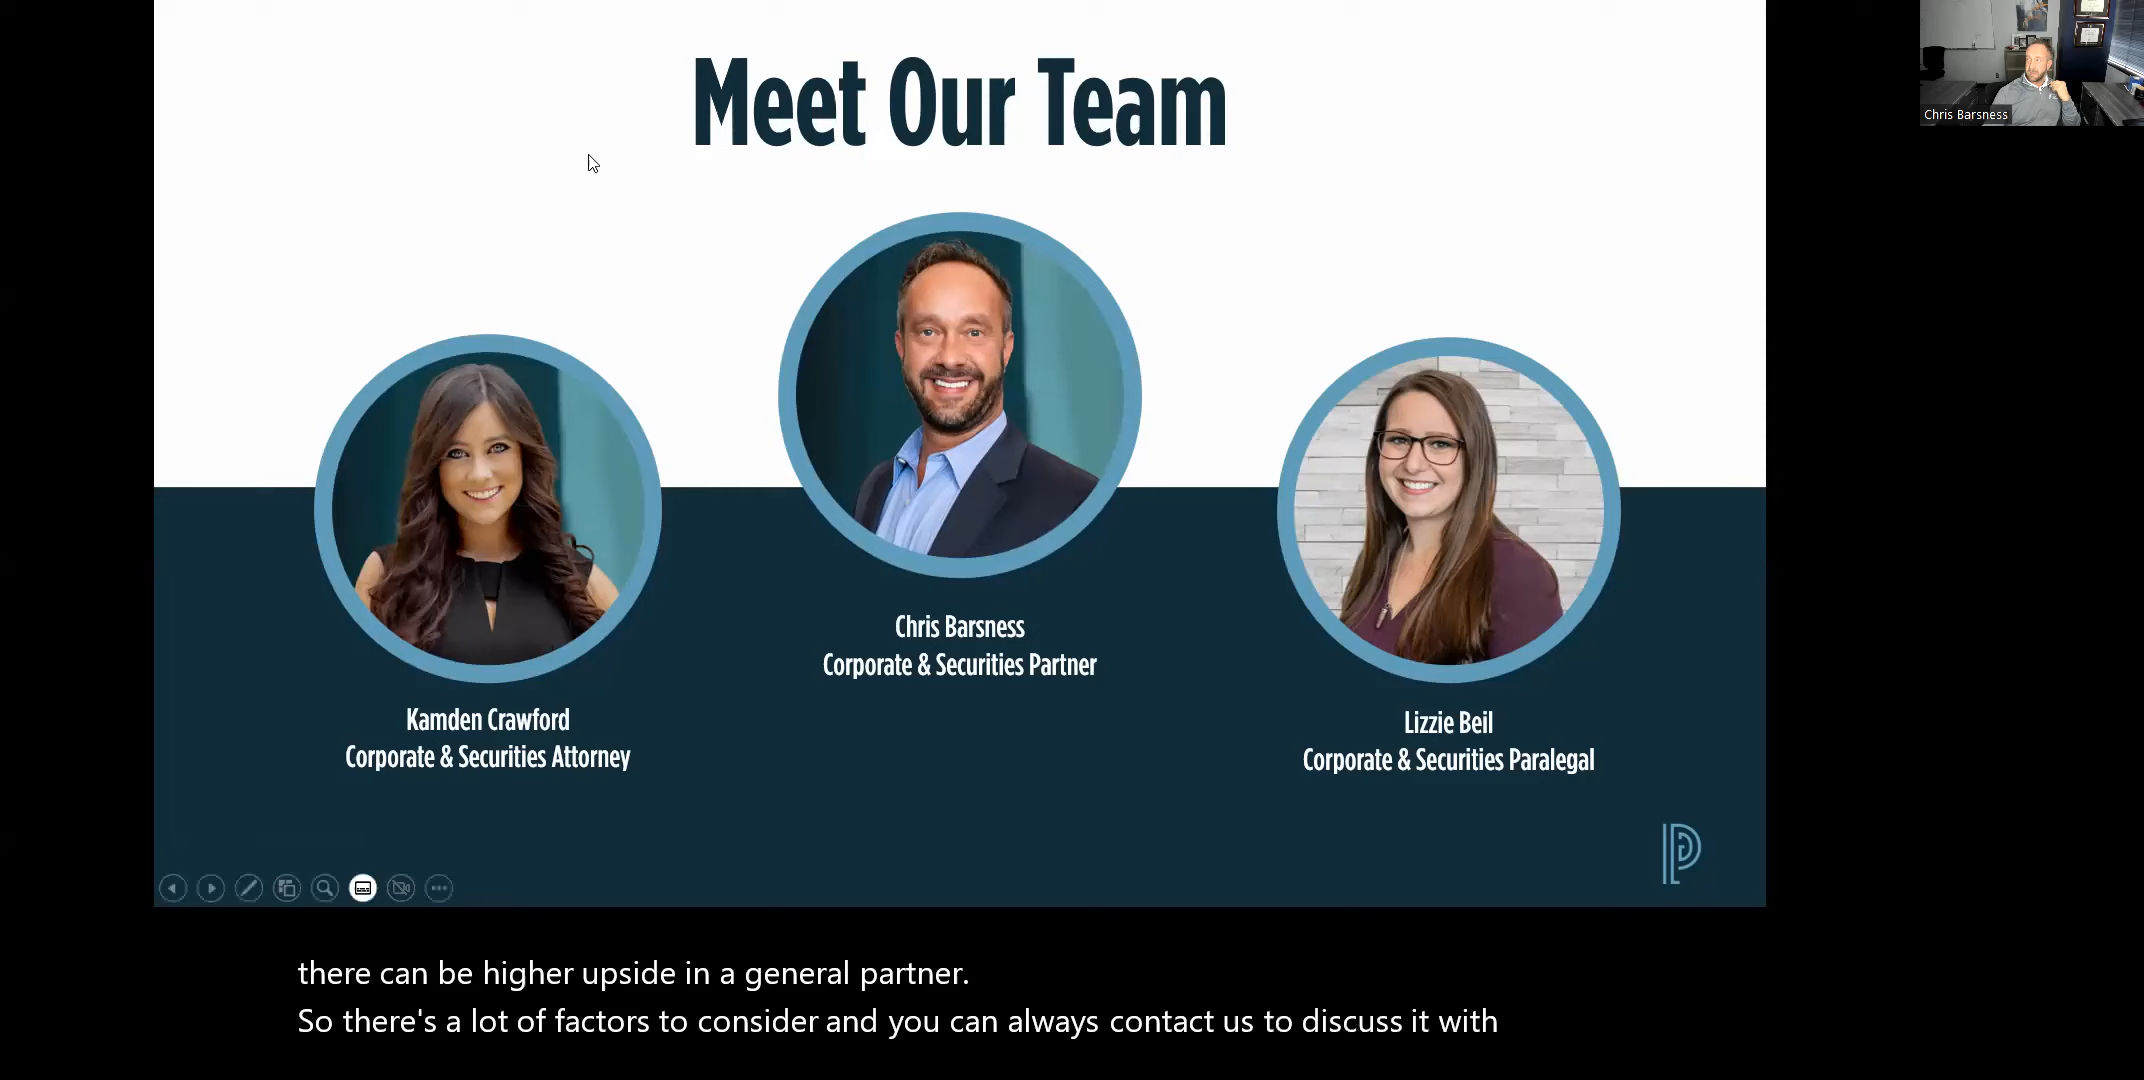 Meet Our Team
Chris Barsness
Chris Barsness
Corporate & Securities Partner
Kamden Crawford
Corporate & Securities Attorney
Lizzie Beil
Corporate & Securities Paralegal
there can be higher upside in a general partner.
So there's a lot of factors to consider and you can always contact us to discuss it with